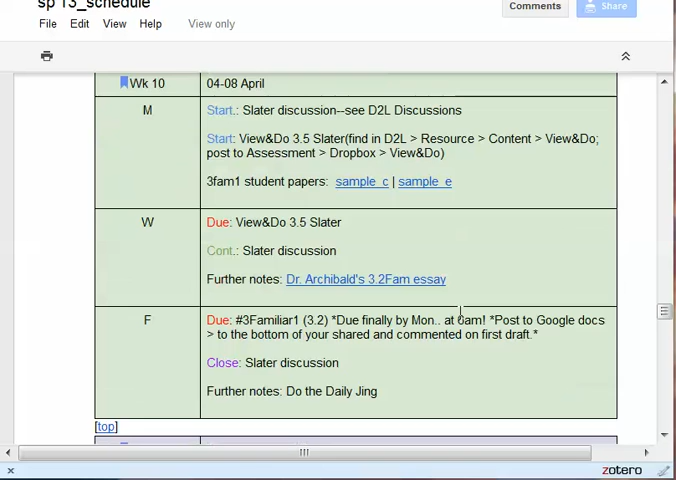 sp 13_schedule
Comments
Share
File Edit View Help View only
Wk 10 04-08 April
M Start.: Slater discussion--see D2L Discussions
Start: View&Do 3.5 Slater(find in D2L > Resource > Content > View&Do;
post to Assessment > Dropbox > View&Do)
3fam1 student papers: sample_c | sample_e
W Due: View&Do 3.5 Slater
Cont.: Slater discussion
Further notes: Dr. Archibald's 3.2Fam essay
F Due: #3Familiar1 (3.2) *Due finally by Mon.. at 6am! *Post to Google docs
> to the bottom of your shared and commented on first draft.*
Close: Slater discussion
Further notes: Do the Daily Jing
[top]
zotero